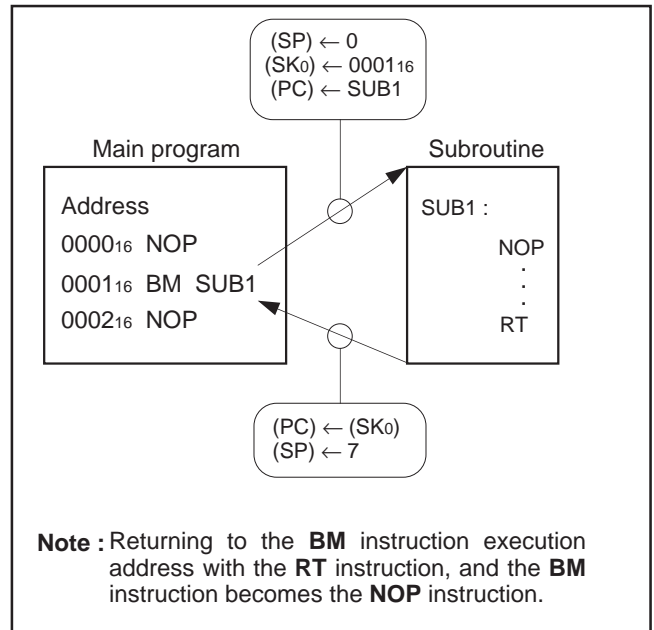 (SP) ← 0
(SK₀) ← 0001₁₆
(PC) ← SUB1
Main program
Address
0000₁₆ NOP
0001₁₆ BM SUB1
0002₁₆ NOP
Subroutine
SUB1 :
NOP
·
·
·
RT
(PC) ← (SK₀)
(SP) ← 7
Note : Returning to the BM instruction execution
address with the RT instruction, and the BM
instruction becomes the NOP instruction.